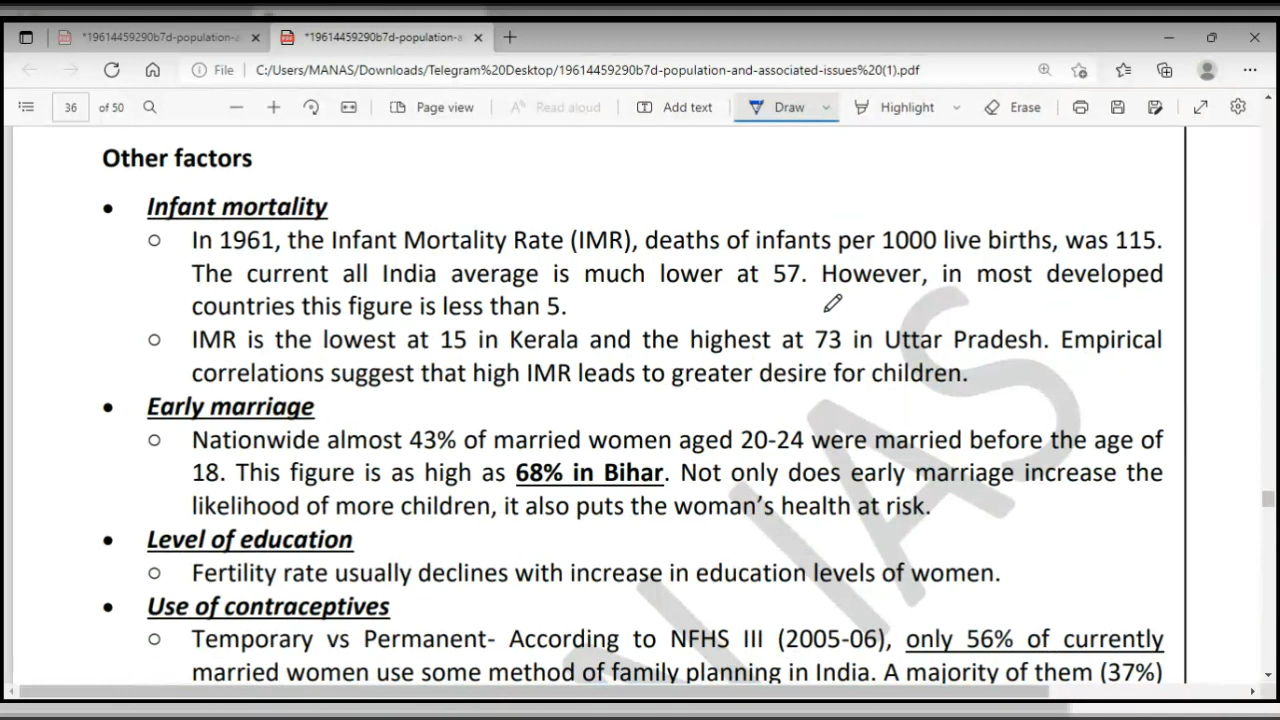 *19614459290b7d-population-a
*19614459290b7d-population-a
File
C:/Users/MANAS/Downloads/Telegram%20Desktop/19614459290b7d-population-and-associated-issues%20(1).pdf
36 of 50
Page view
Read aloud
Add text
Draw
Highlight
Erase
Other factors
• Infant mortality
o In 1961, the Infant Mortality Rate (IMR), deaths of infants per 1000 live births, was 115.
The current all India average is much lower at 57. However, in most developed
countries this figure is less than 5.
o IMR is the lowest at 15 in Kerala and the highest at 73 in Uttar Pradesh. Empirical
correlations suggest that high IMR leads to greater desire for children.
• Early marriage
o Nationwide almost 43% of married women aged 20-24 were married before the age of
18. This figure is as high as 68% in Bihar. Not only does early marriage increase the
likelihood of more children, it also puts the woman's health at risk.
• Level of education
o Fertility rate usually declines with increase in education levels of women.
• Use of contraceptives
o Temporary vs Permanent- According to NFHS III (2005-06), only 56% of currently
married women use some method of family planning in India. A majority of them (37%)